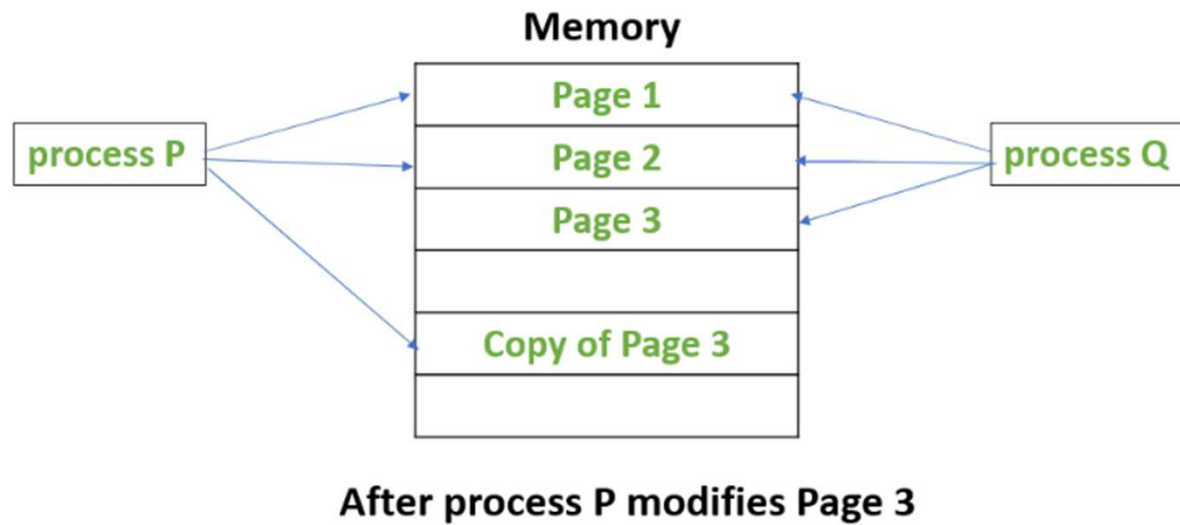 Memory
Page 1
process P
Page 2
process Q
Page 3
Copy of Page 3
After process P modifies Page 3